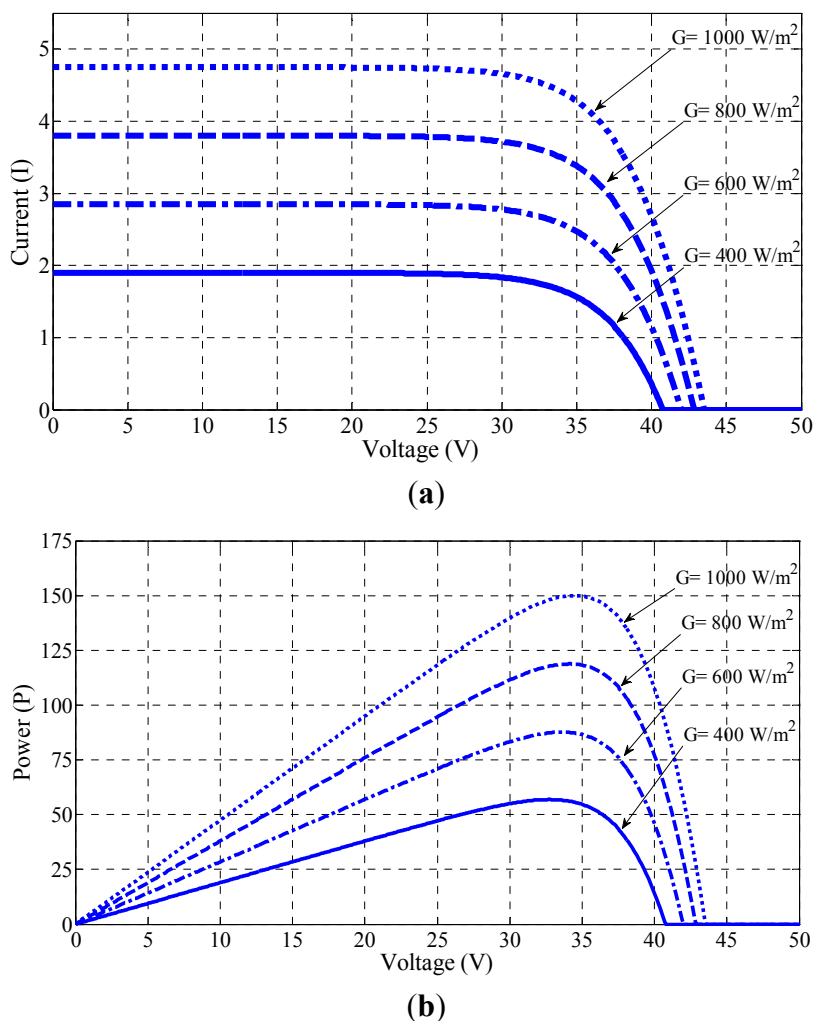 G= 1000 W/m²
G= 800 W/m²
G= 600 W/m²
G= 400 W/m²
Current (I)
5
4
3
2
1
0
0 5 10 15 20 25 30 35 40 45 50
Voltage (V)
(a)
175
150
125
100
75
50
25
0
Power (P)
G= 1000 W/m²
G= 800 W/m²
G= 600 W/m²
G= 400 W/m²
0 5 10 15 20 25 30 35 40 45 50
Voltage (V)
(b)